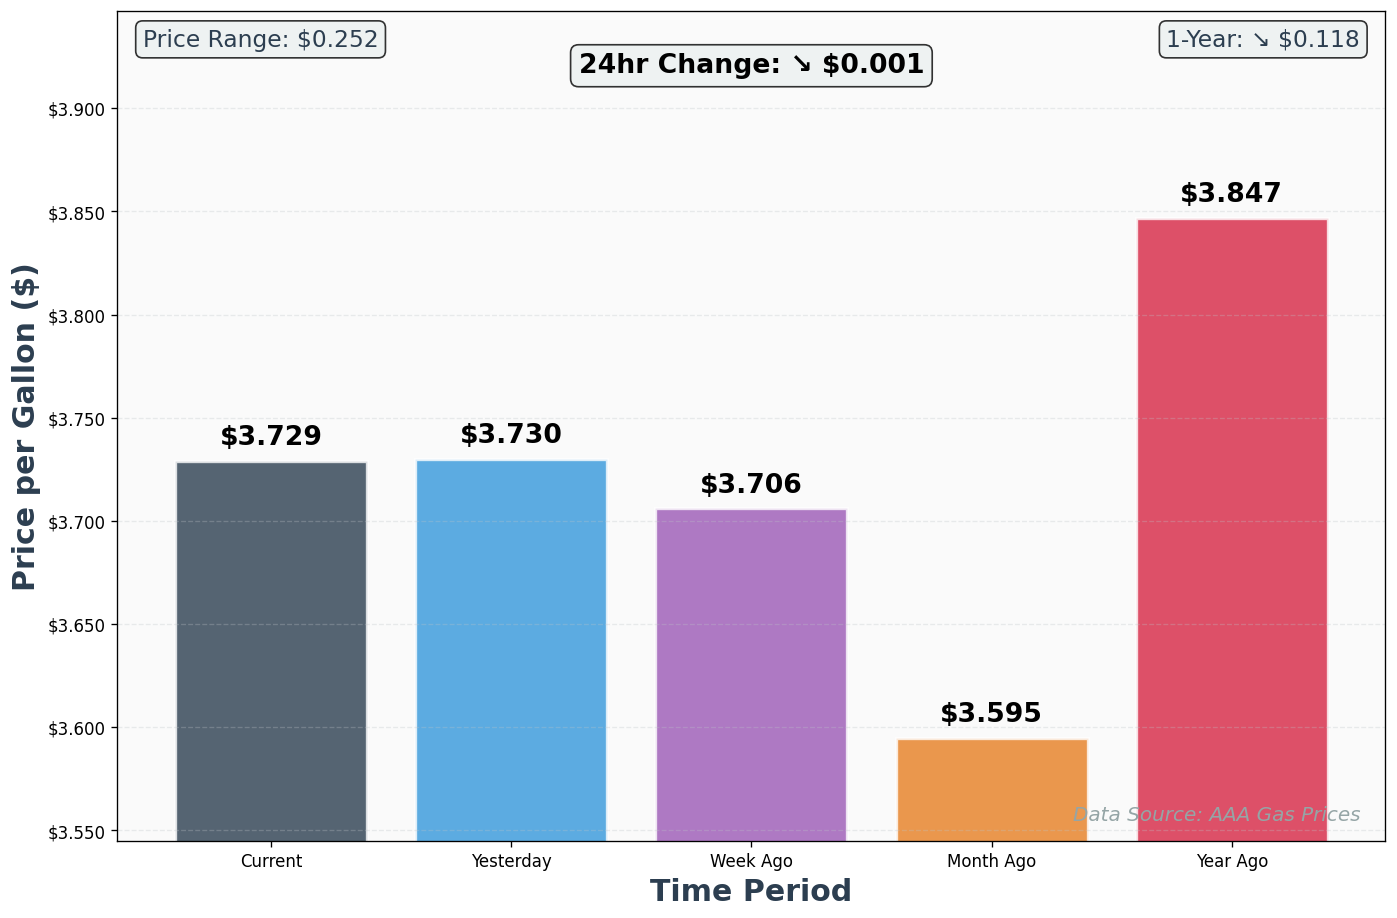 Price Range: $0.252
24hr Change: ↘ $0.001
1-Year: ↘ $0.118
Price per Gallon ($)
$3.900
$3.850
$3.800
$3.750
$3.700
$3.650
$3.600
$3.550
$3.729
$3.730
$3.706
$3.595
$3.847
Data Source: AAA Gas Prices
Current
Yesterday
Week Ago
Month Ago
Year Ago
Time Period